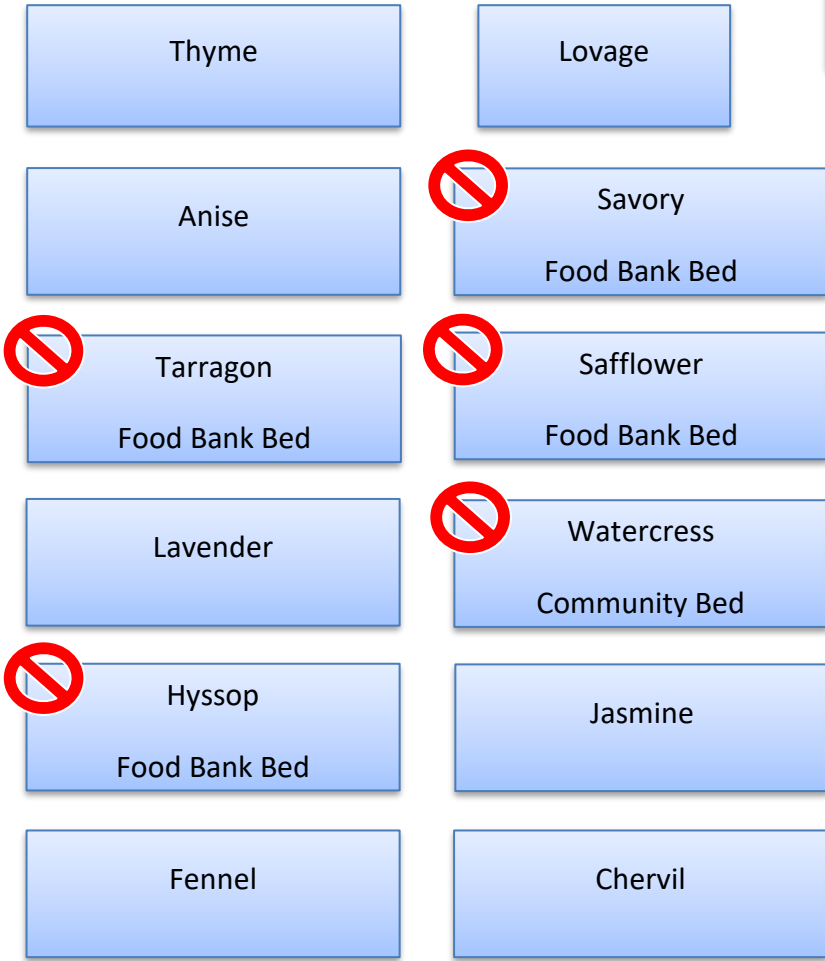 Thyme
Lovage
Anise
Savory
Food Bank Bed
Tarragon
Food Bank Bed
Safflower
Food Bank Bed
Lavender
Watercress
Community Bed
Hyssop
Food Bank Bed
Jasmine
Fennel
Chervil